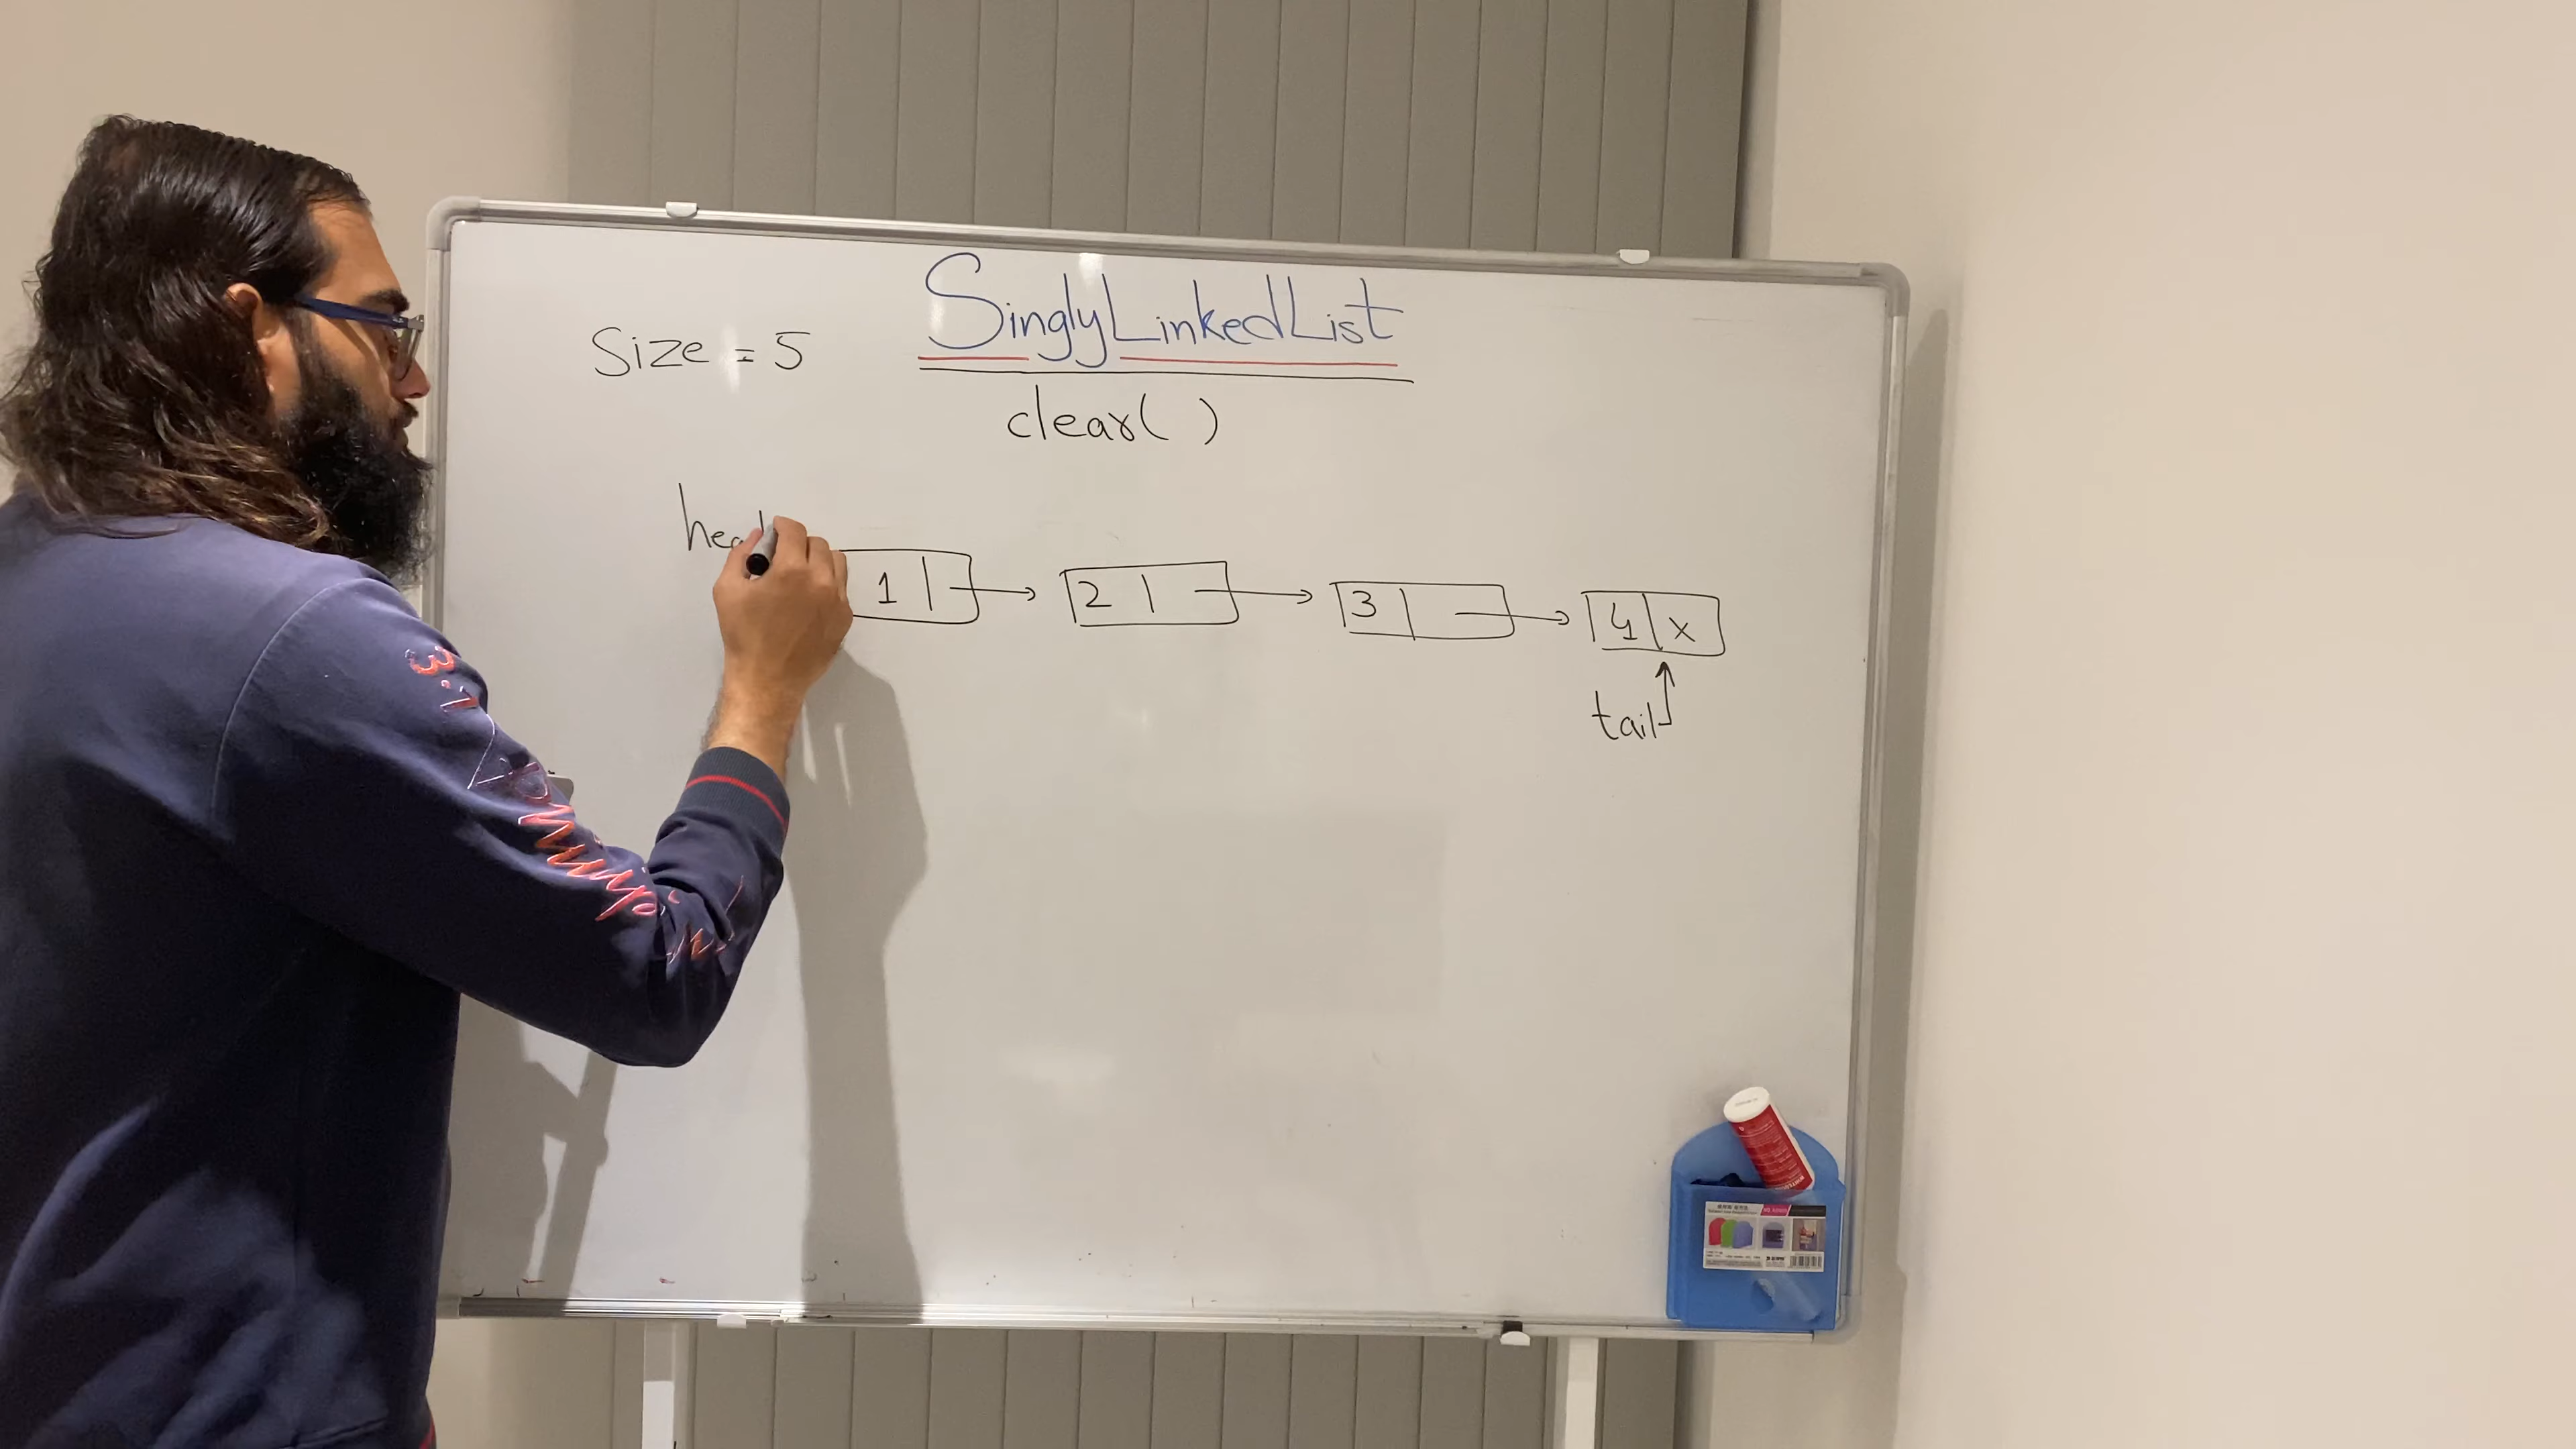 SinglyLinkedList
Size = 5
clear( )
head
1 2 3 4 x
tail